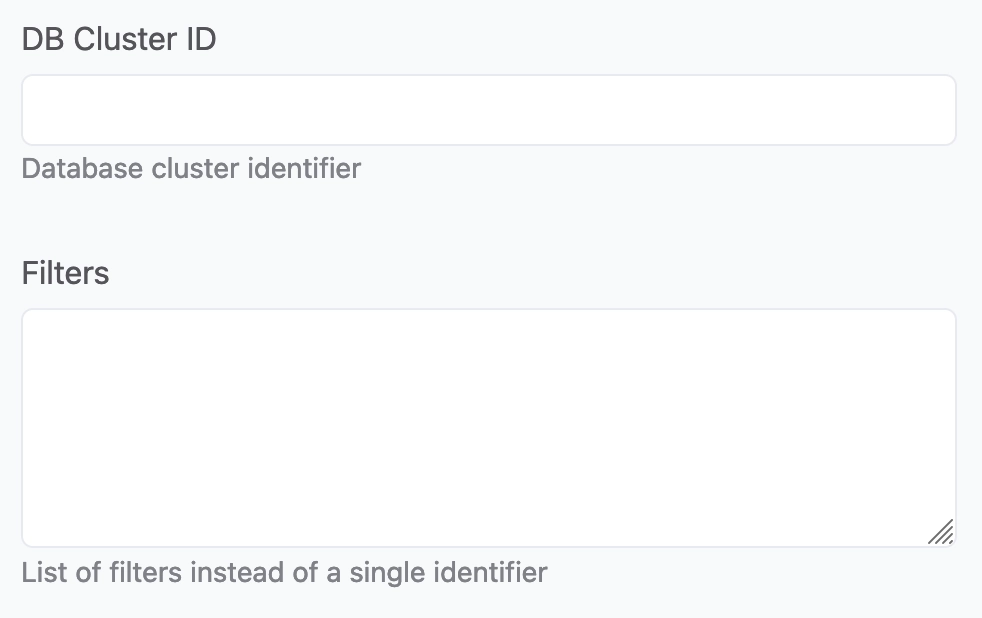 DB Cluster ID
Database cluster identifier
Filters
List of filters instead of a single identifier